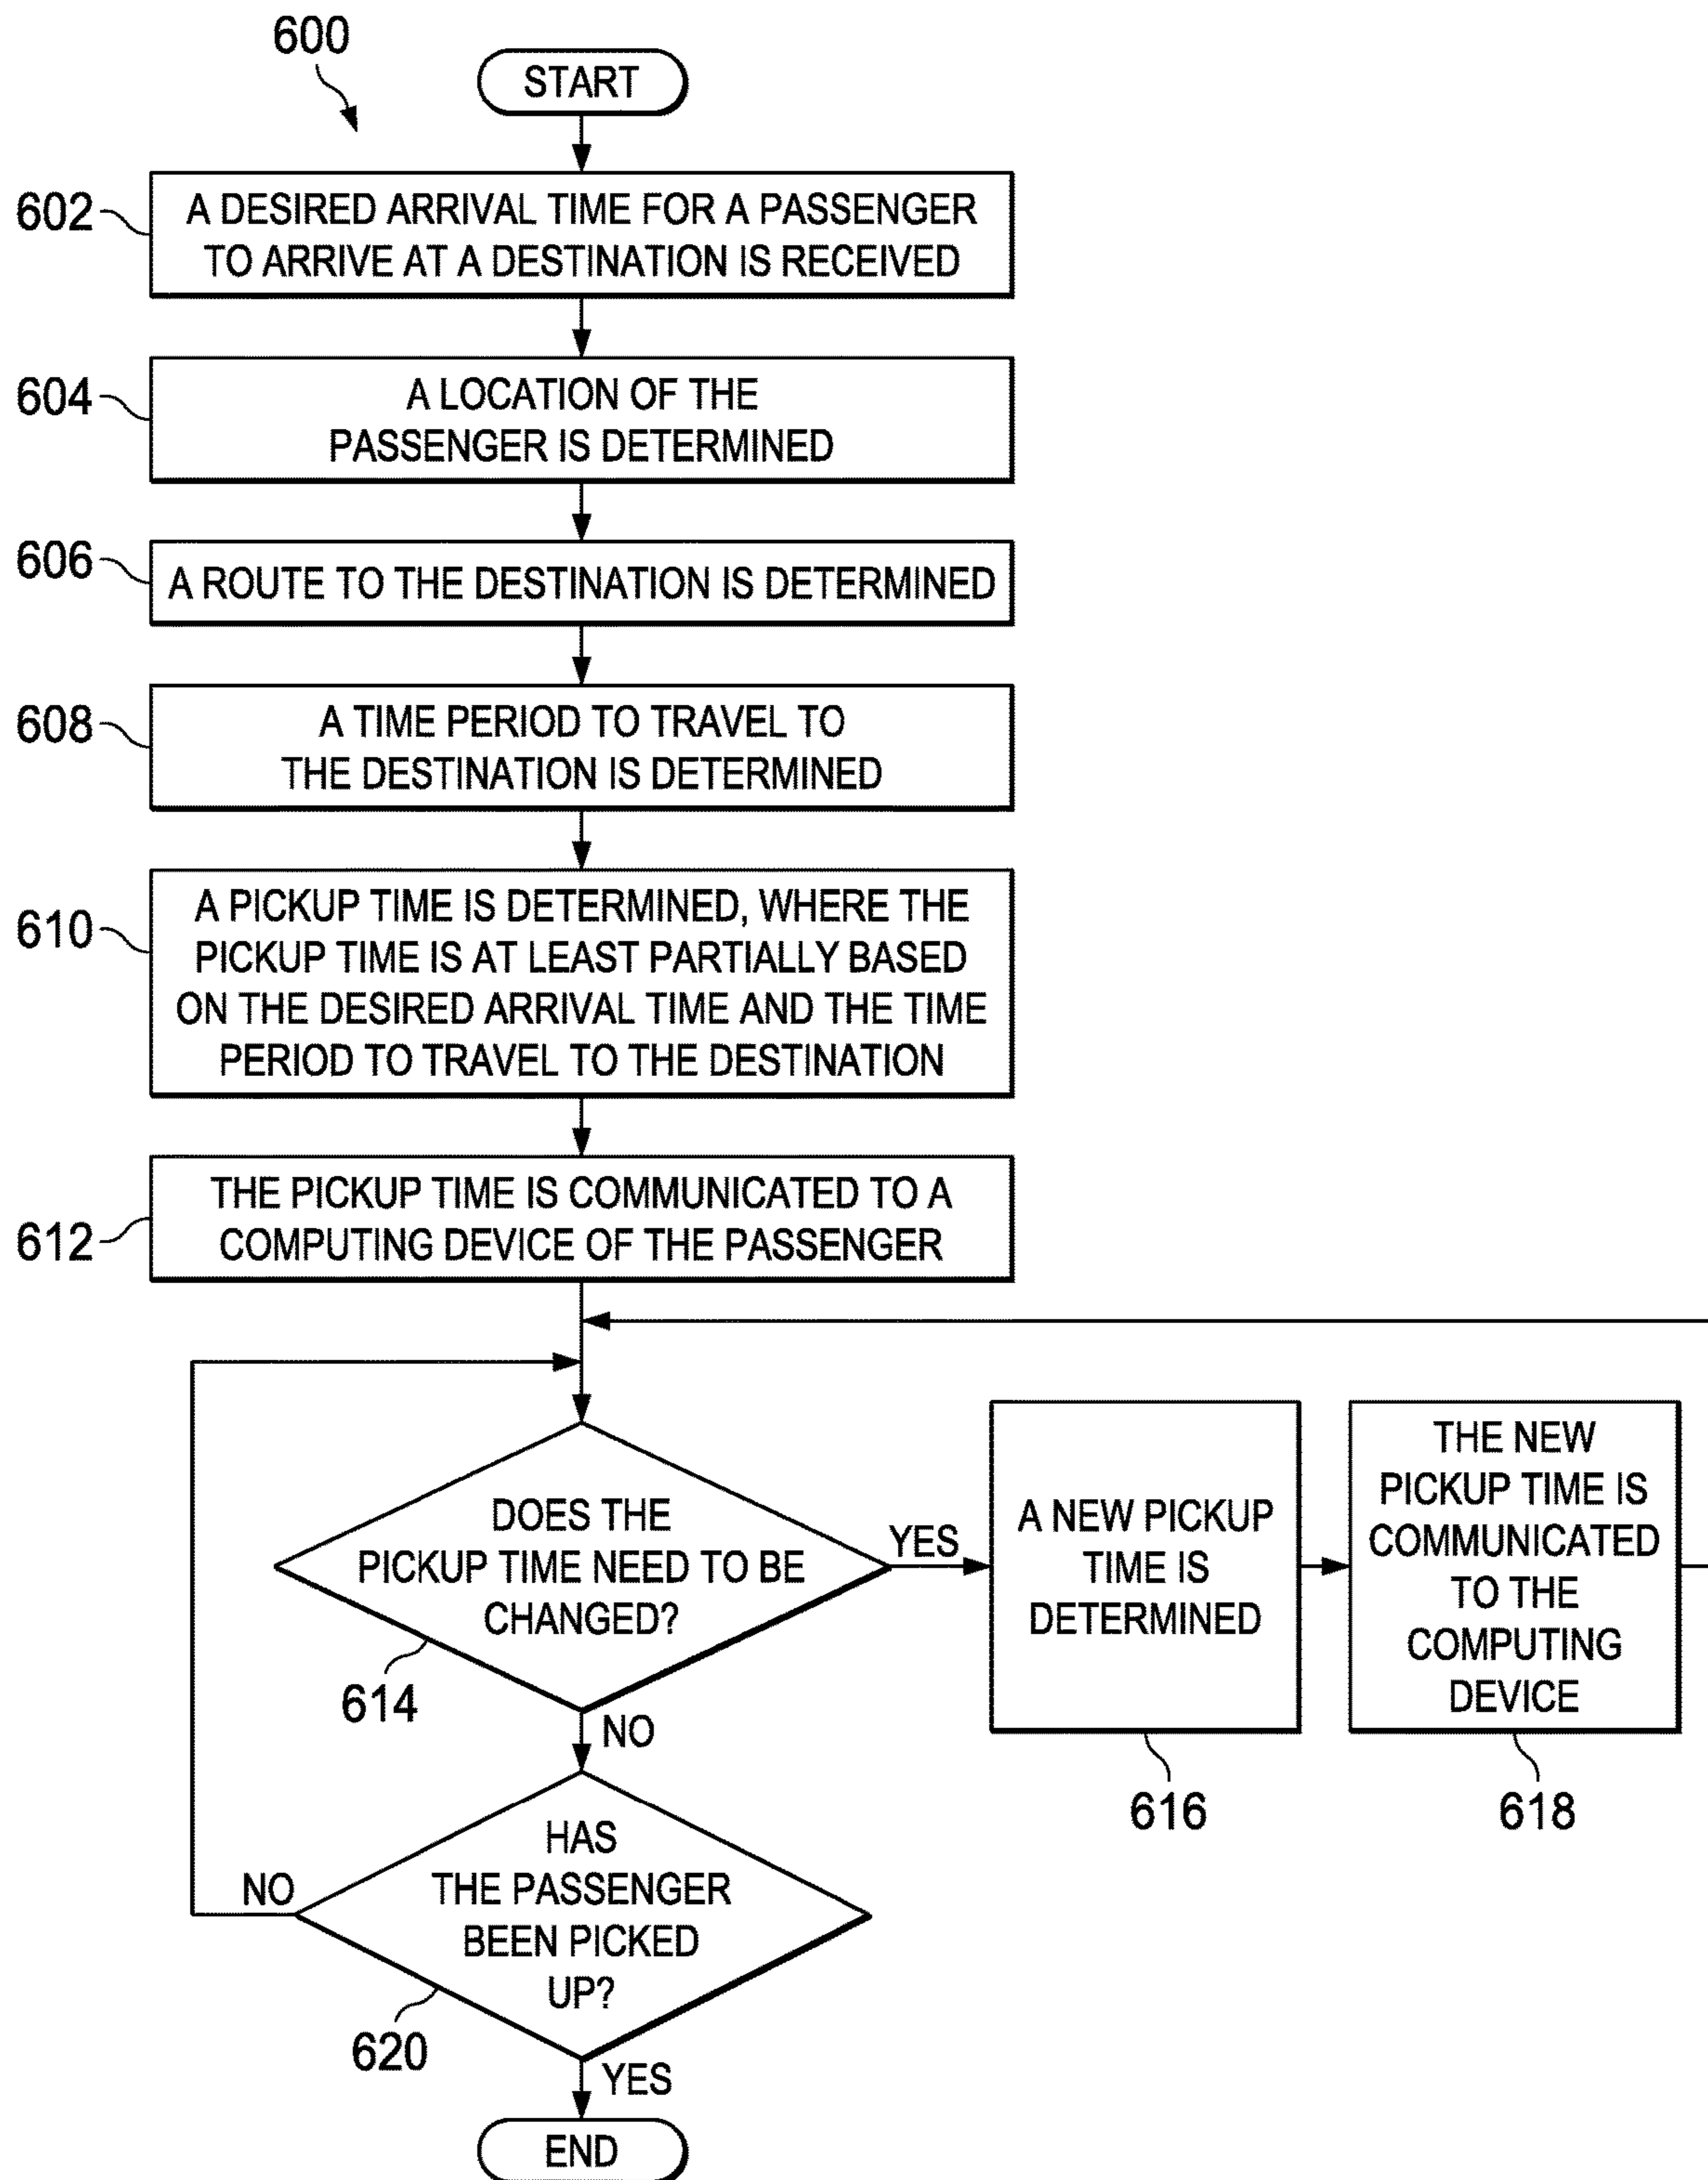 600
START
602
A DESIRED ARRIVAL TIME FOR A PASSENGER
TO ARRIVE AT A DESTINATION IS RECEIVED
604
A LOCATION OF THE
PASSENGER IS DETERMINED
606
A ROUTE TO THE DESTINATION IS DETERMINED
608
A TIME PERIOD TO TRAVEL TO
THE DESTINATION IS DETERMINED
610
A PICKUP TIME IS DETERMINED, WHERE THE
PICKUP TIME IS AT LEAST PARTIALLY BASED
ON THE DESIRED ARRIVAL TIME AND THE TIME
PERIOD TO TRAVEL TO THE DESTINATION
612
THE PICKUP TIME IS COMMUNICATED TO A
COMPUTING DEVICE OF THE PASSENGER
DOES THE
PICKUP TIME NEED TO BE
CHANGED?
614
YES
A NEW PICKUP
TIME IS
DETERMINED
616
THE NEW
PICKUP TIME IS
COMMUNICATED
TO THE
COMPUTING
DEVICE
618
NO
HAS
THE PASSENGER
BEEN PICKED
UP?
620
NO
YES
END